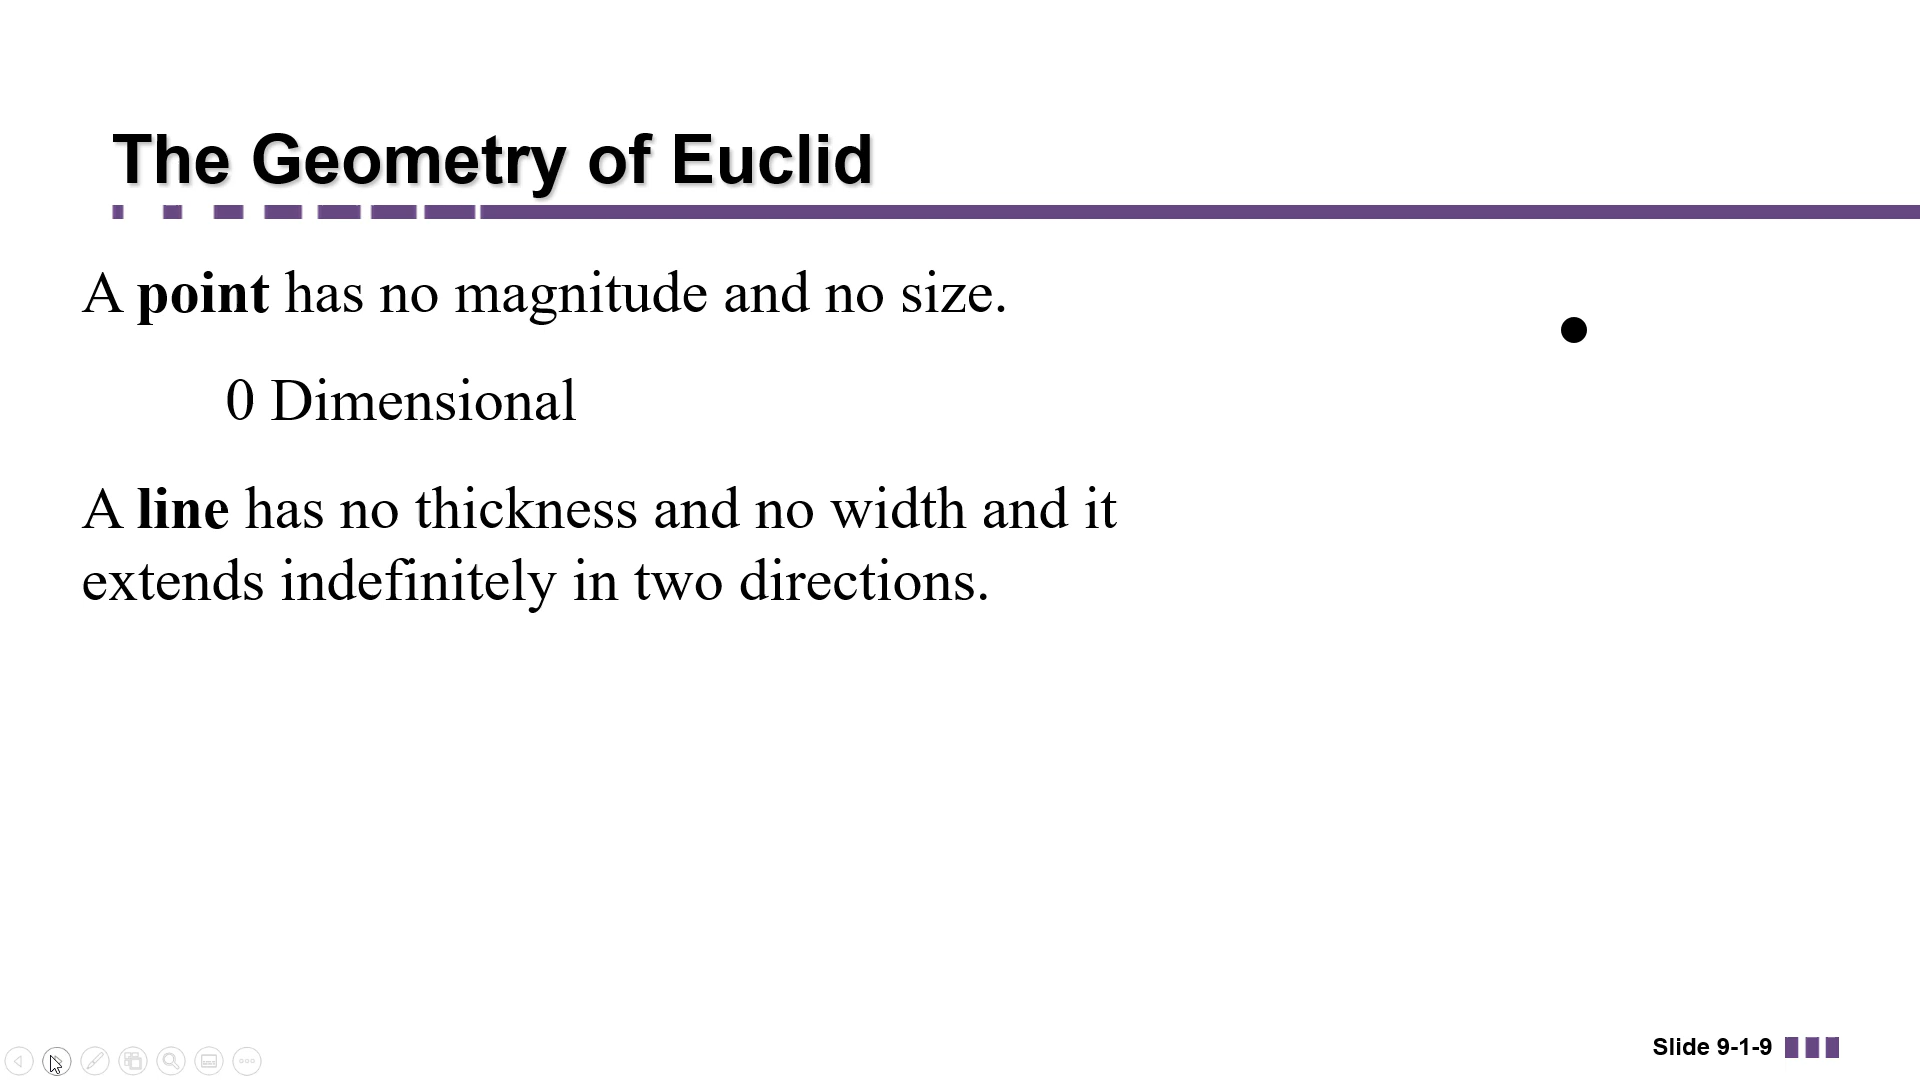 The Geometry of Euclid
A point has no magnitude and no size.
0 Dimensional
A line has no thickness and no width and it
extends indefinitely in two directions.
Slide 9-1-9